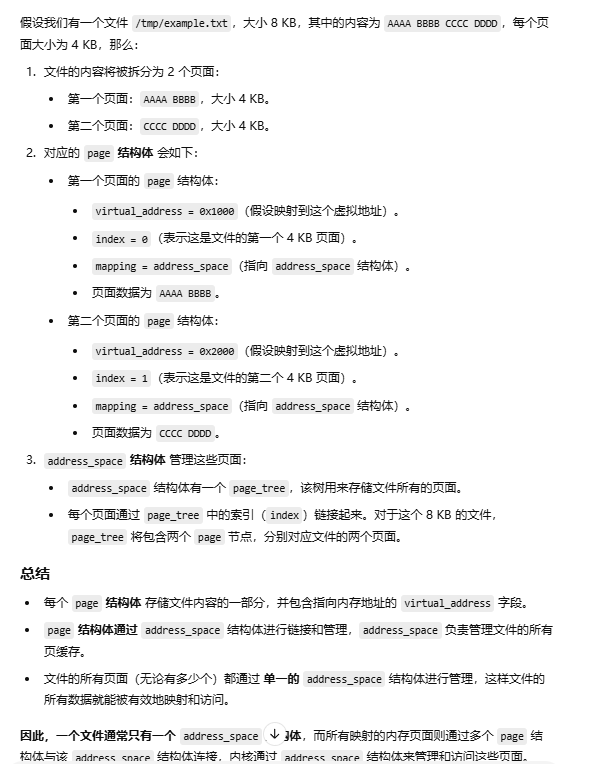 假设我们有一个文件 /tmp/example.txt，大小 8 KB，其中的内容为 AAAA BBBB CCCC DDDD，每个页
面大小为 4 KB，那么：
1. 文件的内容将被拆分为 2 个页面：
• 第一个页面：AAAA BBBB，大小 4 KB。
• 第二个页面：CCCC DDDD，大小 4 KB。
2. 对应的 page 结构体 会如下：
• 第一个页面的 page 结构体：
• virtual_address = 0x1000（假设映射到这个虚拟地址）。
• index = 0（表示这是文件的第一个 4 KB 页面）。
• mapping = address_space（指向 address_space 结构体）。
• 页面数据为 AAAA BBBB。
• 第二个页面的 page 结构体：
• virtual_address = 0x2000（假设映射到这个虚拟地址）。
• index = 1（表示这是文件的第二个 4 KB 页面）。
• mapping = address_space（指向 address_space 结构体）。
• 页面数据为 CCCC DDDD。
3. address_space 结构体 管理这些页面：
• address_space 结构体有一个 page_tree，该树用来存储文件所有的页面。
• 每个页面通过 page_tree 中的索引（index）链接起来。对于这个 8 KB 的文件，
page_tree 将包含两个 page 节点，分别对应文件的两个页面。
总结
• 每个 page 结构体 存储文件内容的一部分，并包含指向内存地址的 virtual_address 字段。
• page 结构体通过 address_space 结构体进行链接和管理，address_space 负责管理文件的所有
页缓存。
• 文件的所有页面（无论有多少个）都通过 单一的 address_space 结构体进行管理，这样文件的
所有数据就能被有效地映射和访问。
因此，一个文件通常只有一个 address_space 体，而所有映射的内存页面则通过多个 page 结
构体与该 address_space 结构体连接，内核通过 address_space 结构体来管理和访问这些页面。